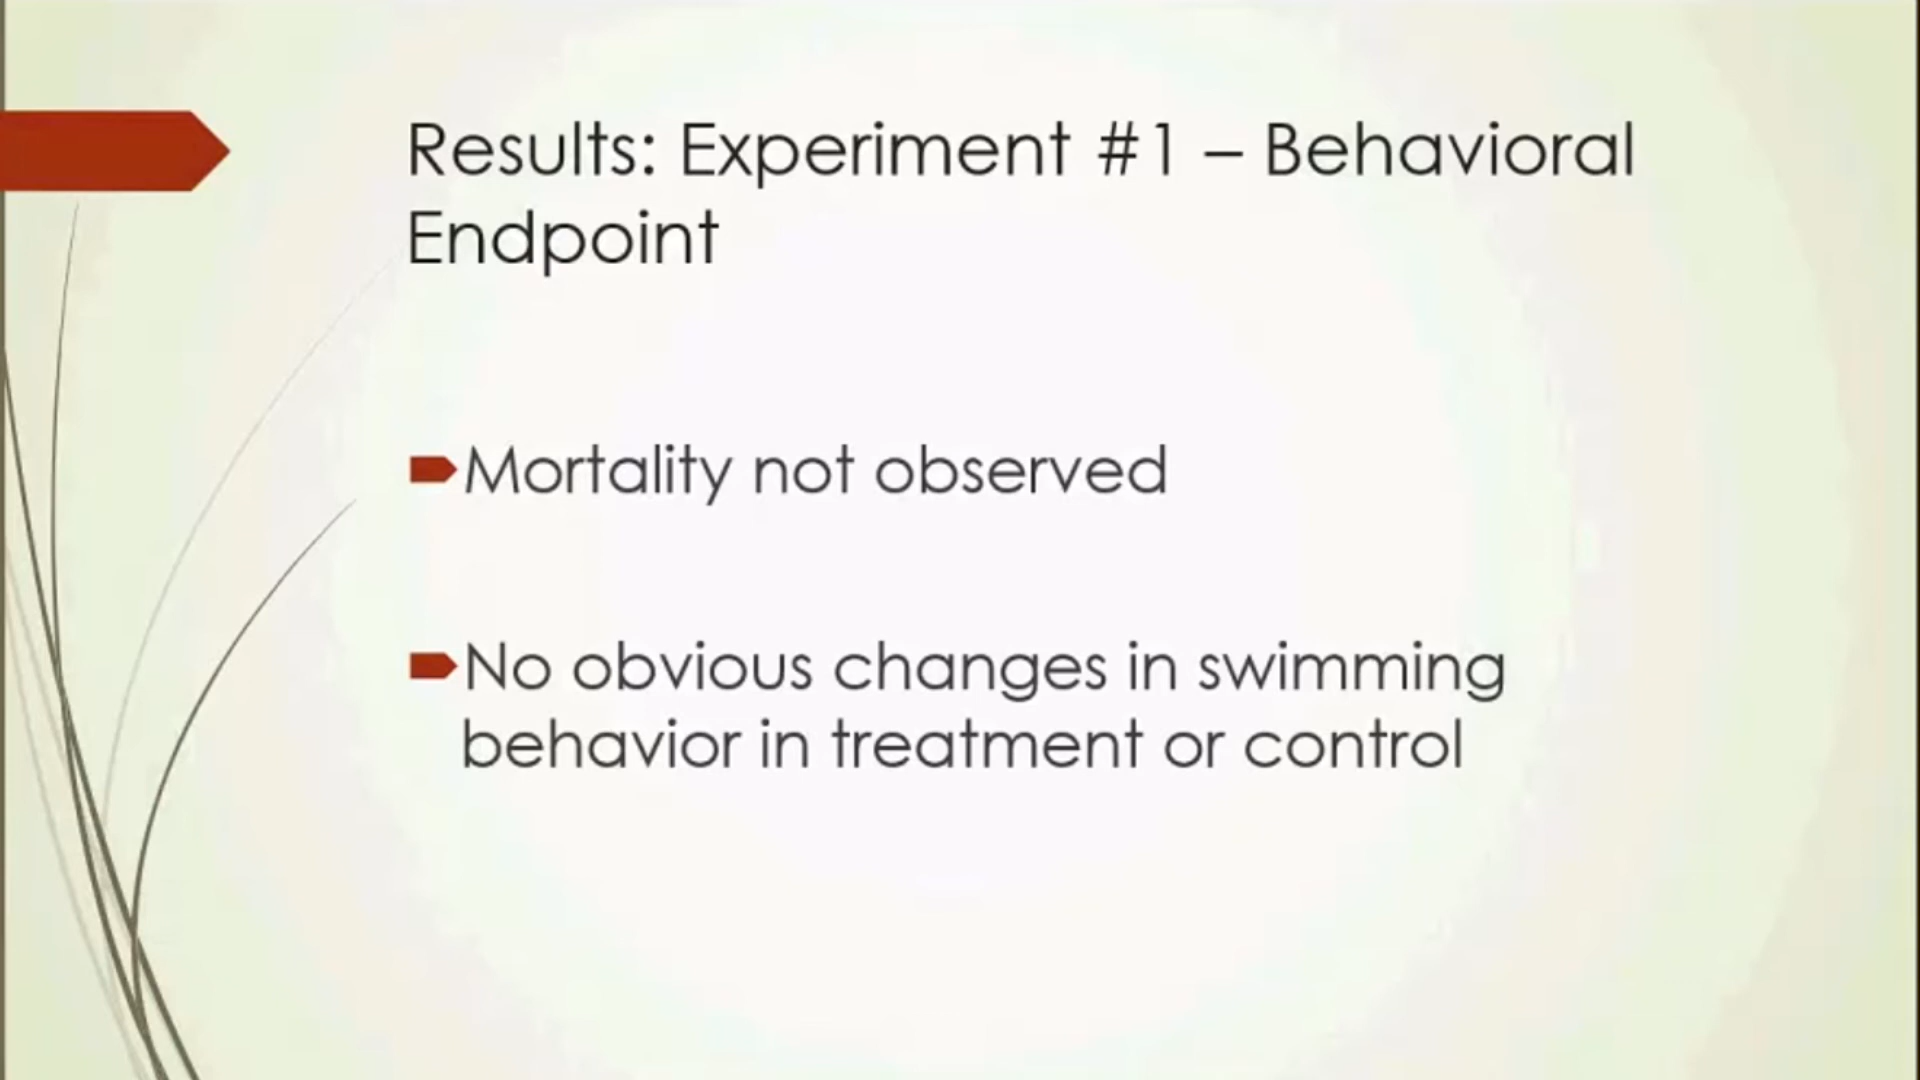 Results: Experiment #1 – Behavioral
Endpoint
Mortality not observed
No obvious changes in swimming
behavior in treatment or control